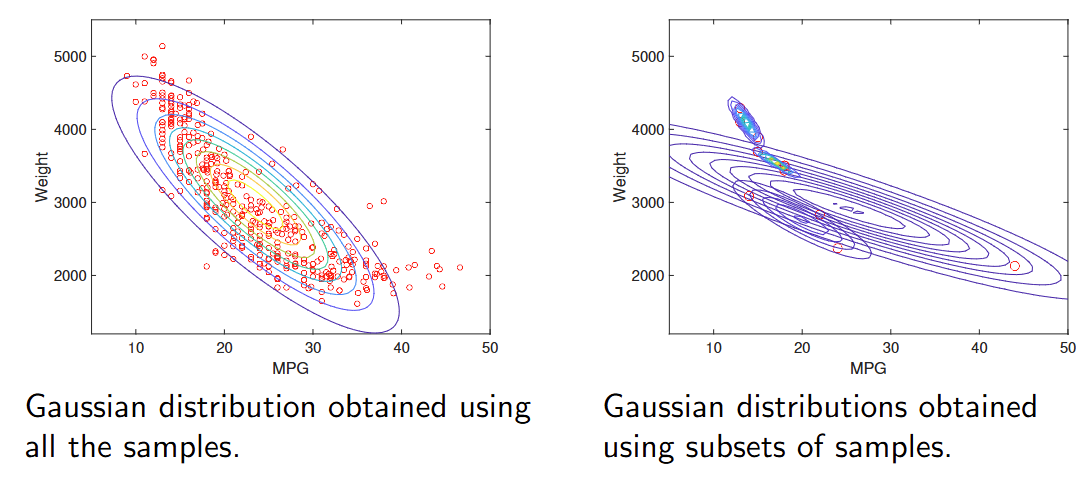 5000
4000
3000
2000
Weight
10 20 30 40 50
MPG
5000
4000
3000
2000
Weight
10 20 30 40 50
MPG
Gaussian distribution obtained using
all the samples.
Gaussian distributions obtained
using subsets of samples.